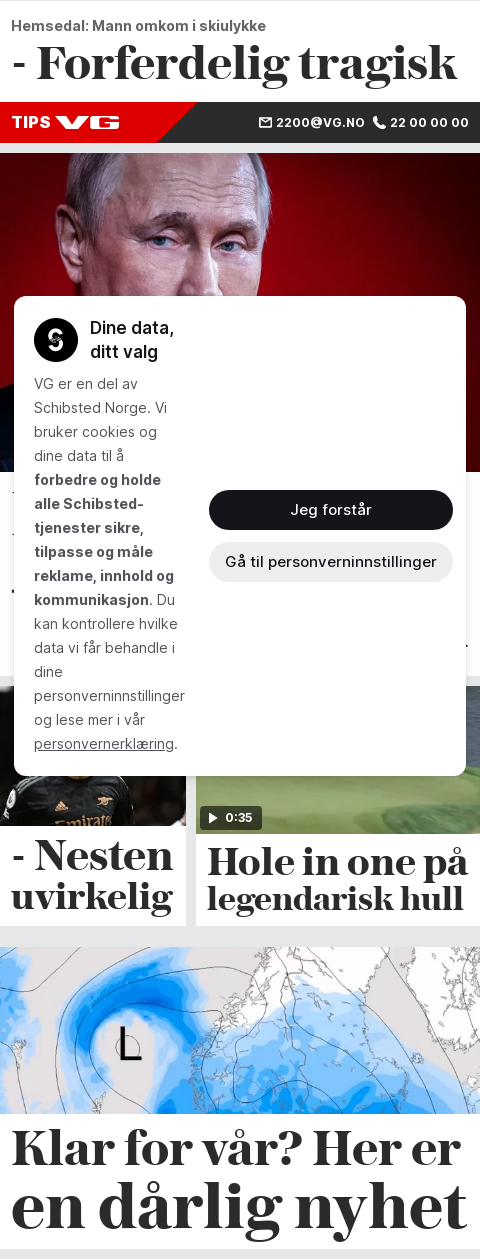 Hemsedal: Mann omkom i skiulykke
- Forferdelig tragisk
TIPS VG
2200@VG.NO 22 00 00 00
Dine data,
ditt valg
VG er en del av
Schibsted Norge. Vi
bruker cookies og
dine data til å
forbedre og holde
alle Schibsted-
tjenester sikre,
tilpasse og måle
reklame, innhold og
kommunikasjon. Du
kan kontrollere hvilke
data vi får behandle i
dine
personverninnstillinger
og lese mer i vår
personvernerklæring.
Jeg forstår
Gå til personverninnstillinger
0:35
- Nesten
uvirkelig
Hole in one på
legendarisk hull
L
Klar for vår? Her er
en dårlig nyhet